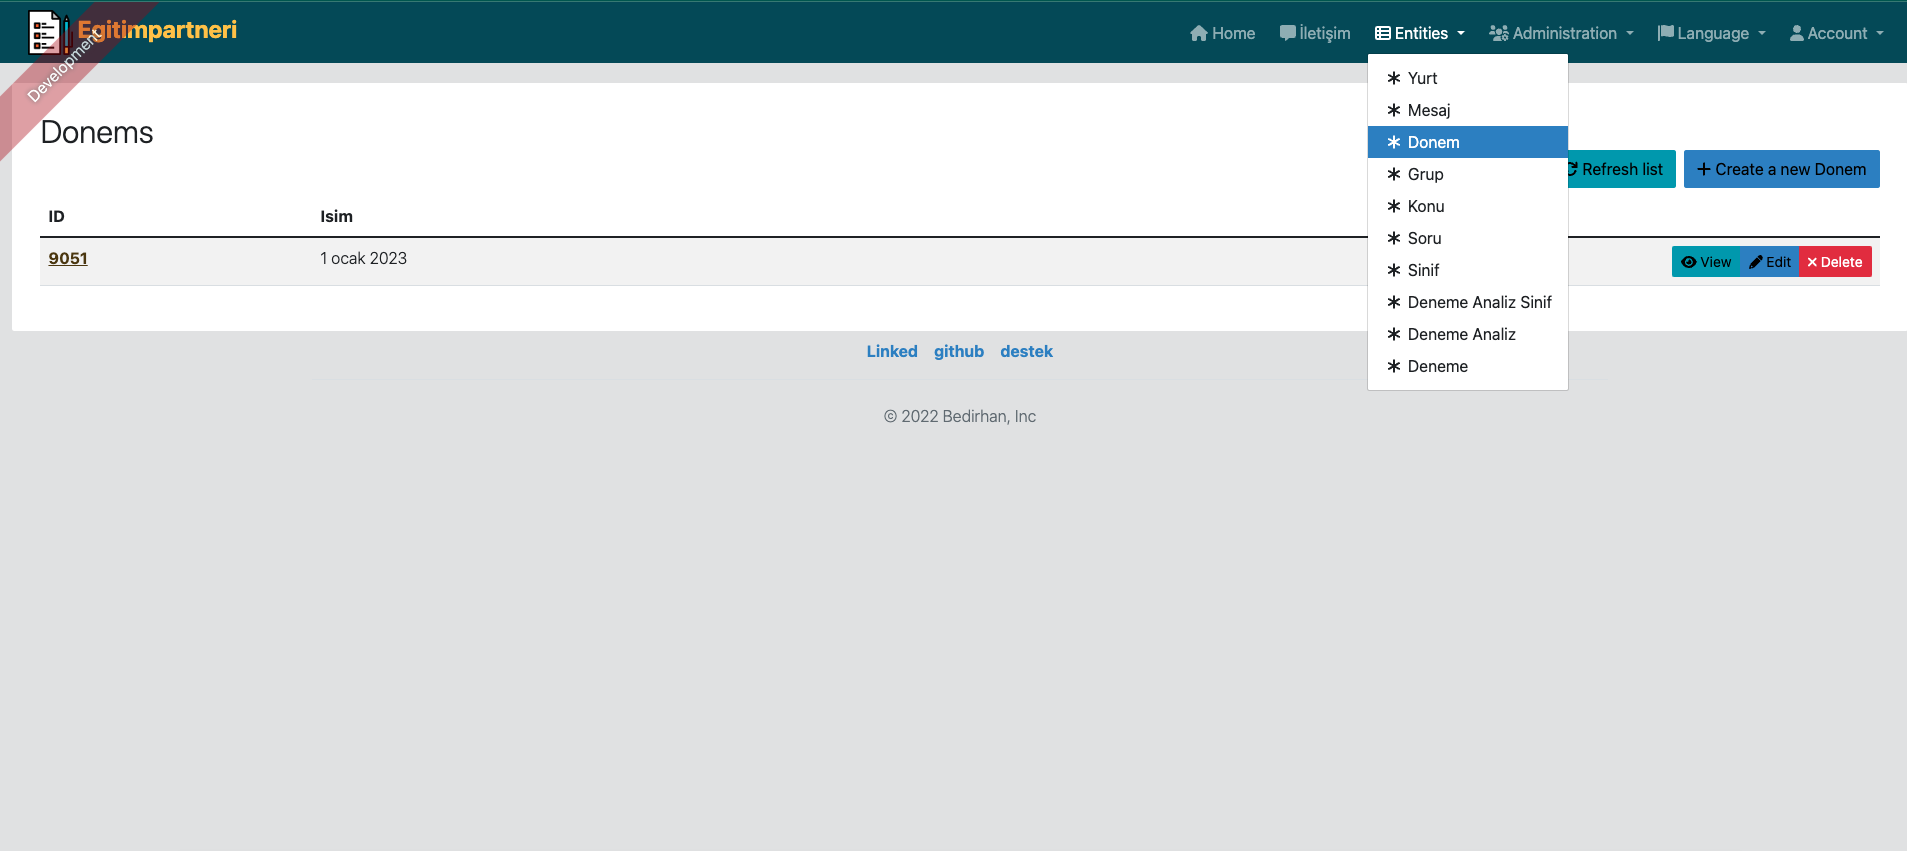 Egitimpartneri
Development
Home İletişim Entities Administration Language Account
Yurt
Mesaj
Donem
Grup
Konu
Soru
Sinif
Deneme Analiz Sinif
Deneme Analiz
Deneme
Donems
Refresh list Create a new Donem
ID Isim
9051 1 ocak 2023 View Edit Delete
Linked github destek
© 2022 Bedirhan, Inc